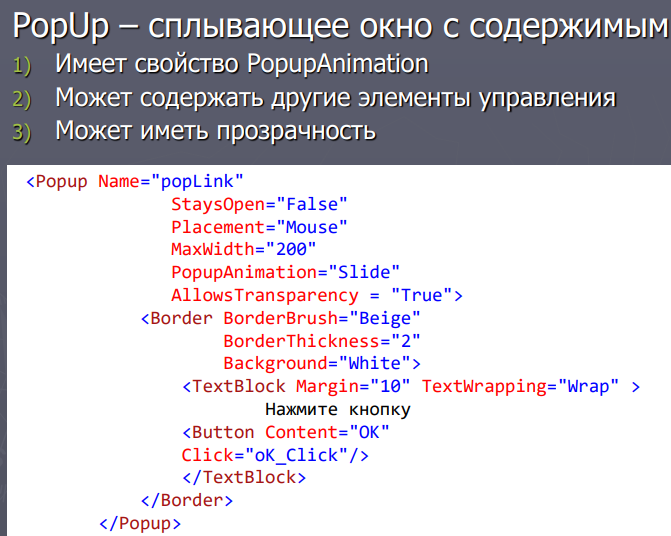 PopUp – сплывающее окно с содержимым
1) Имеет свойство PopupAnimation
2) Может содержать другие элементы управления
3) Может иметь прозрачность
<Popup Name="popLink"
StaysOpen="False"
Placement="Mouse"
MaxWidth="200"
PopupAnimation="Slide"
AllowsTransparency = "True">
<Border BorderBrush="Beige"
BorderThickness="2"
Background="White">
<TextBlock Margin="10" TextWrapping="Wrap" >
Нажмите кнопку
<Button Content="OK"
Click="oK_Click"/>
</TextBlock>
</Border>
</Popup>